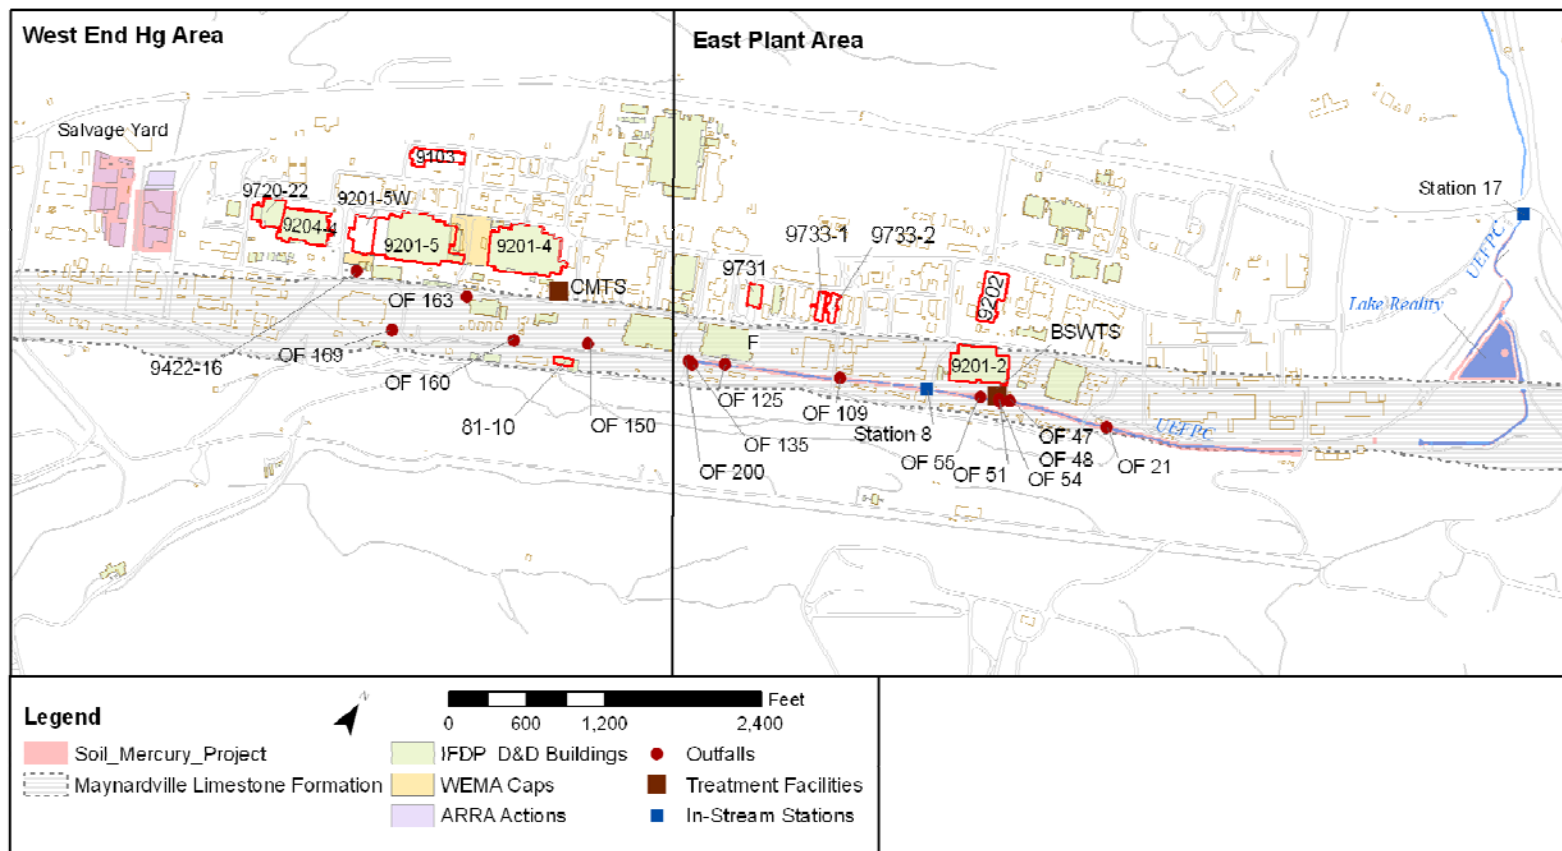 West End Hg Area
East Plant Area
Salvage Yard
9103
9720-22
9201-5W
9204-4
9201-5
9201-4
CMTS
OF 163
OF 169
9422-16
OF 160
81-10
OF 150
Station 17
UEFPC
Lake Reality
9733-1
9733-2
9731
9202
BSWTS
F
9201-2
OF 125
OF 109
OF 135
Station 8
OF 200
OF 55
OF 51
OF 47
OF 48
OF 54
UEFPC
OF 21
Legend
N
Feet
0
600
1,200
2,400
Soil_Mercury_Project
Maynardville Limestone Formation
IFDP_D&D Buildings
WEMA Caps
ARRA Actions
Outfalls
Treatment Facilities
In-Stream Stations